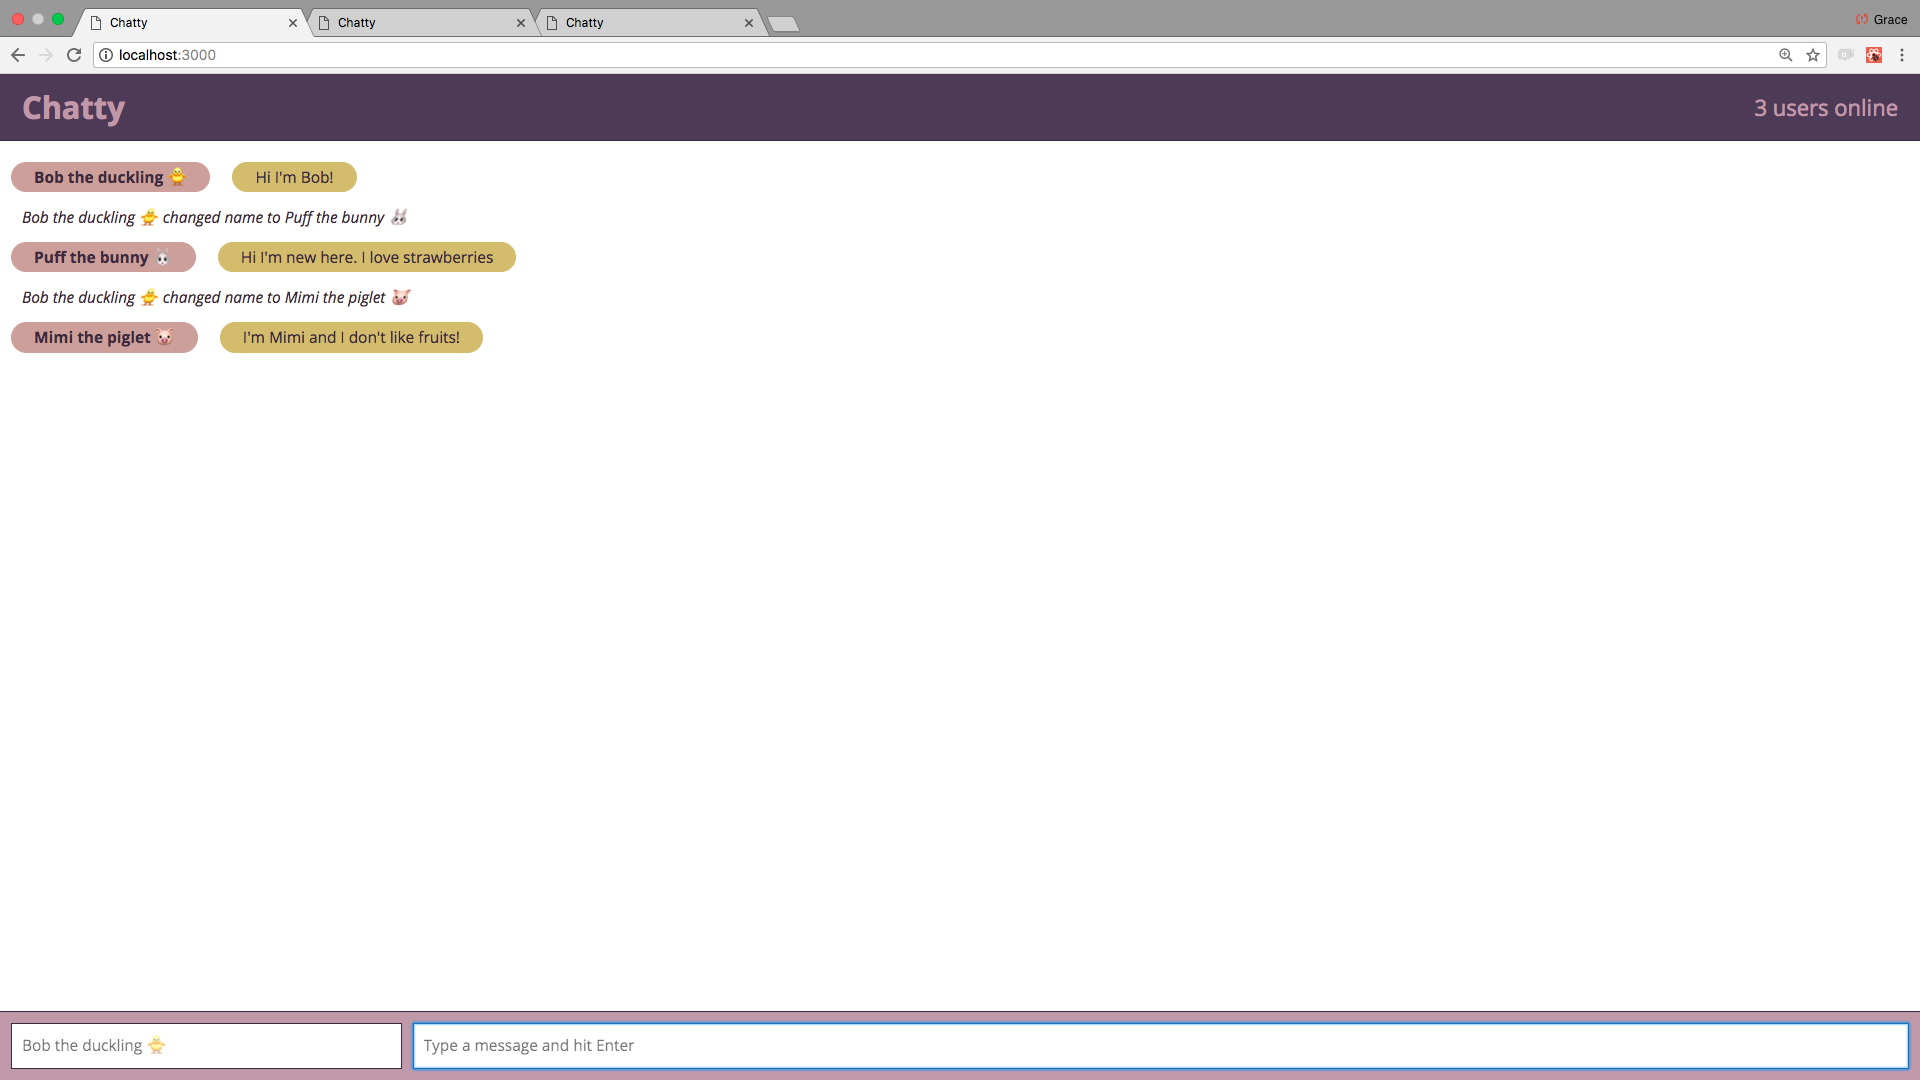 Chatty
Chatty
Chatty
Grace
localhost:3000
Chatty
3 users online
Bob the duckling 🐥 Hi I'm Bob!
Bob the duckling 🐥 changed name to Puff the bunny 🐰
Puff the bunny 🐰 Hi I'm new here. I love strawberries
Bob the duckling 🐥 changed name to Mimi the piglet 🐷
Mimi the piglet 🐷 I'm Mimi and I don't like fruits!
Bob the duckling 🐥
Type a message and hit Enter